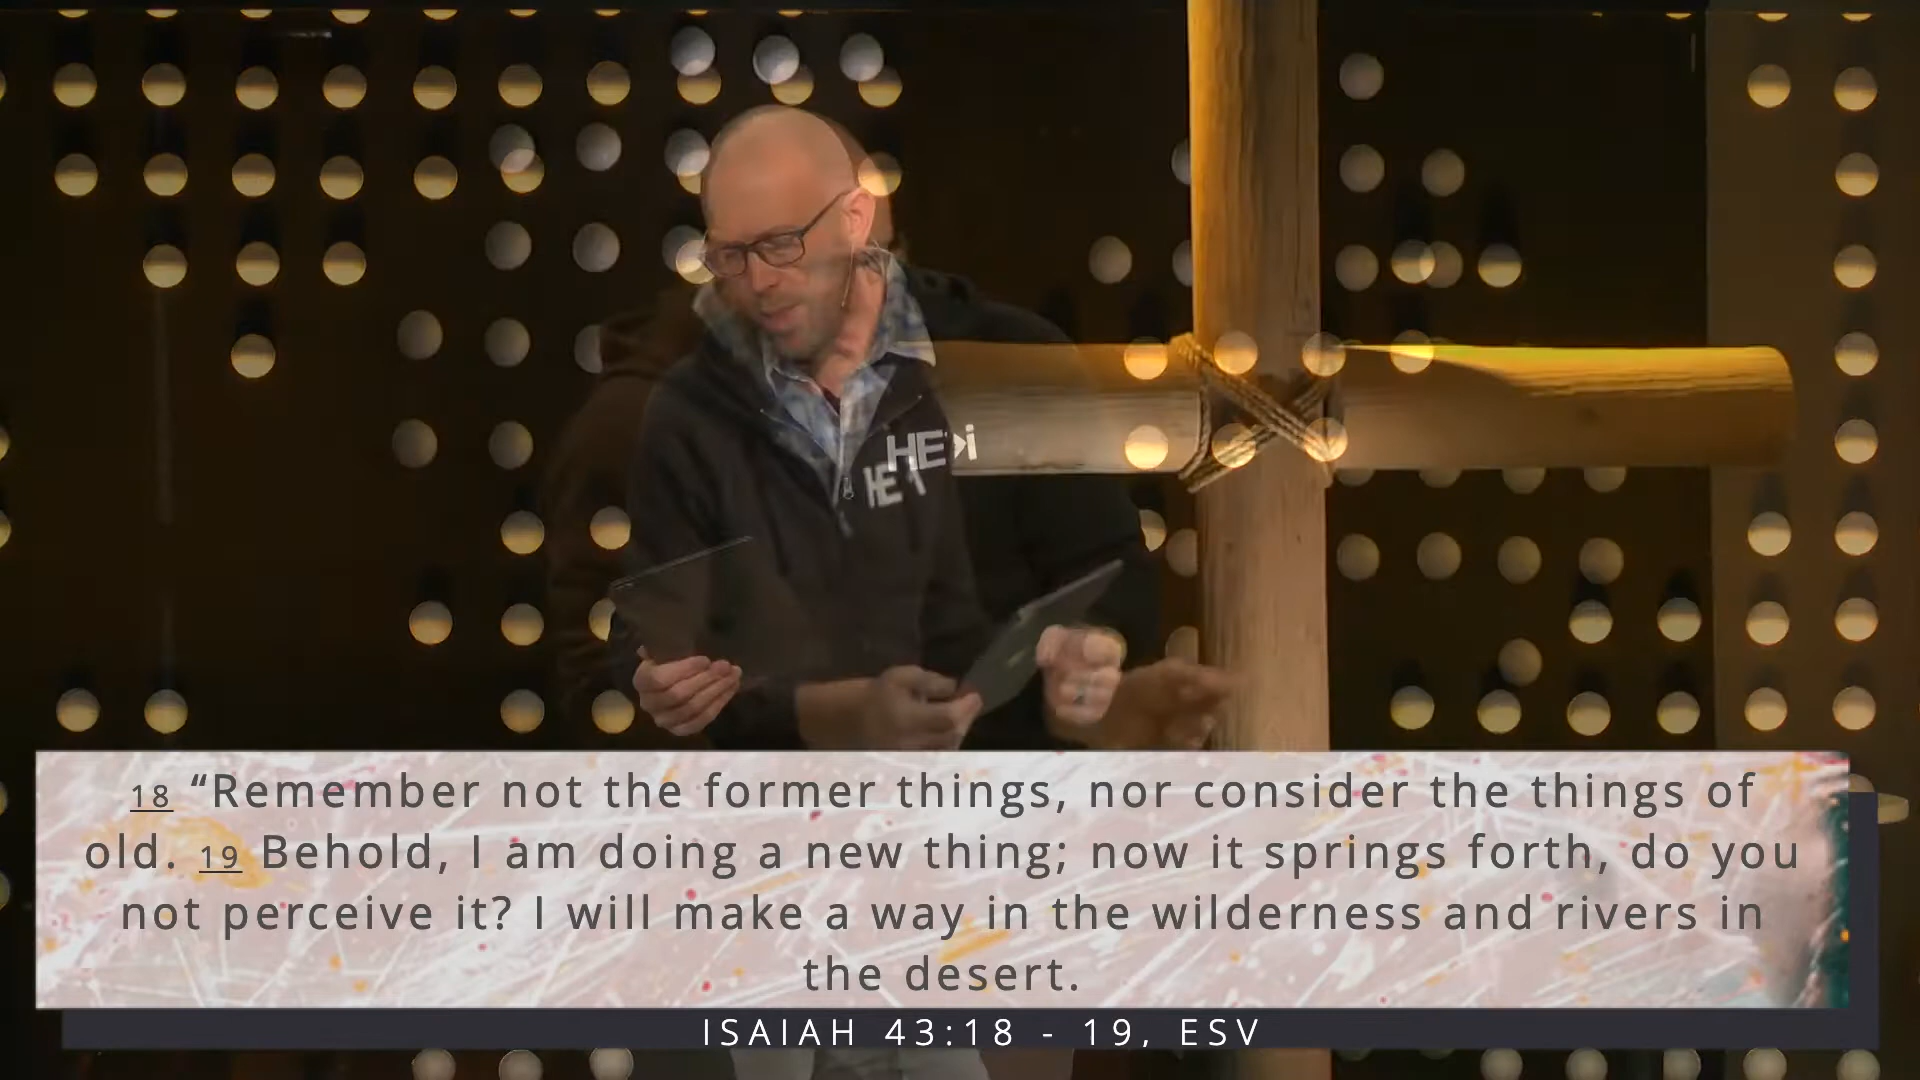 HE>i
18 “Remember not the former things, nor consider the things of
old. 19 Behold, I am doing a new thing; now it springs forth, do you
not perceive it? I will make a way in the wilderness and rivers in
the desert.
ISAIAH 43:18 - 19, ESV